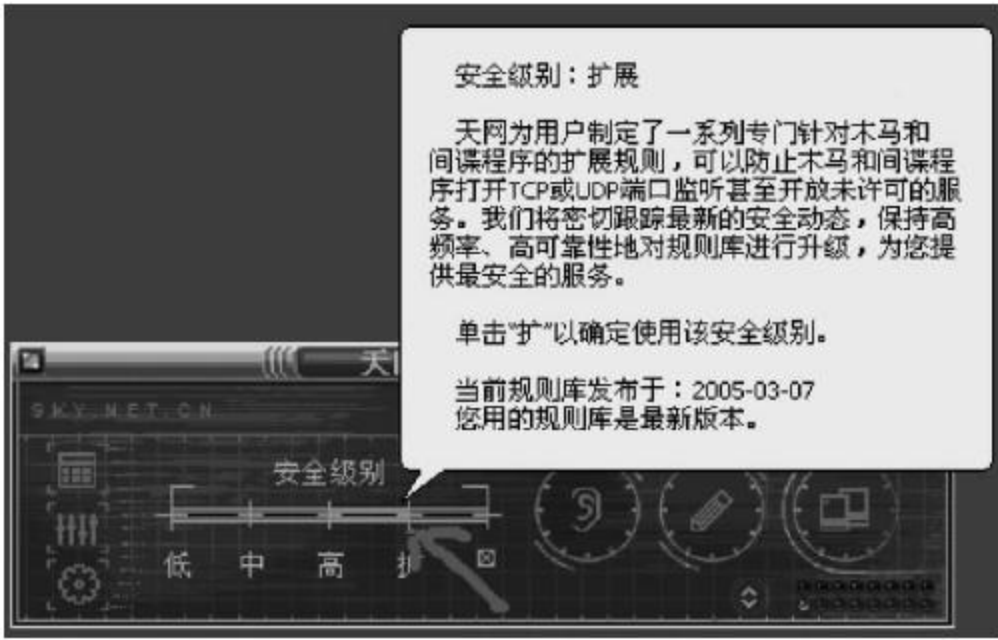 安全级别：扩展
天网为用户制定了一系列专门针对木马和
间谍程序的扩展规则，可以防止木马和间谍程
序打开TCP或UDP端口监听甚至开放未许可的服
务。我们将密切跟踪最新的安全动态，保持高
频率、高可靠性地对规则库进行升级，为您提
供最安全的服务。
单击“扩”以确定使用该安全级别。
当前规则库发布于：2005-03-07
您用的规则库是最新版本。
天
SKY.NET.CN
安全级别
低 中 高 扩